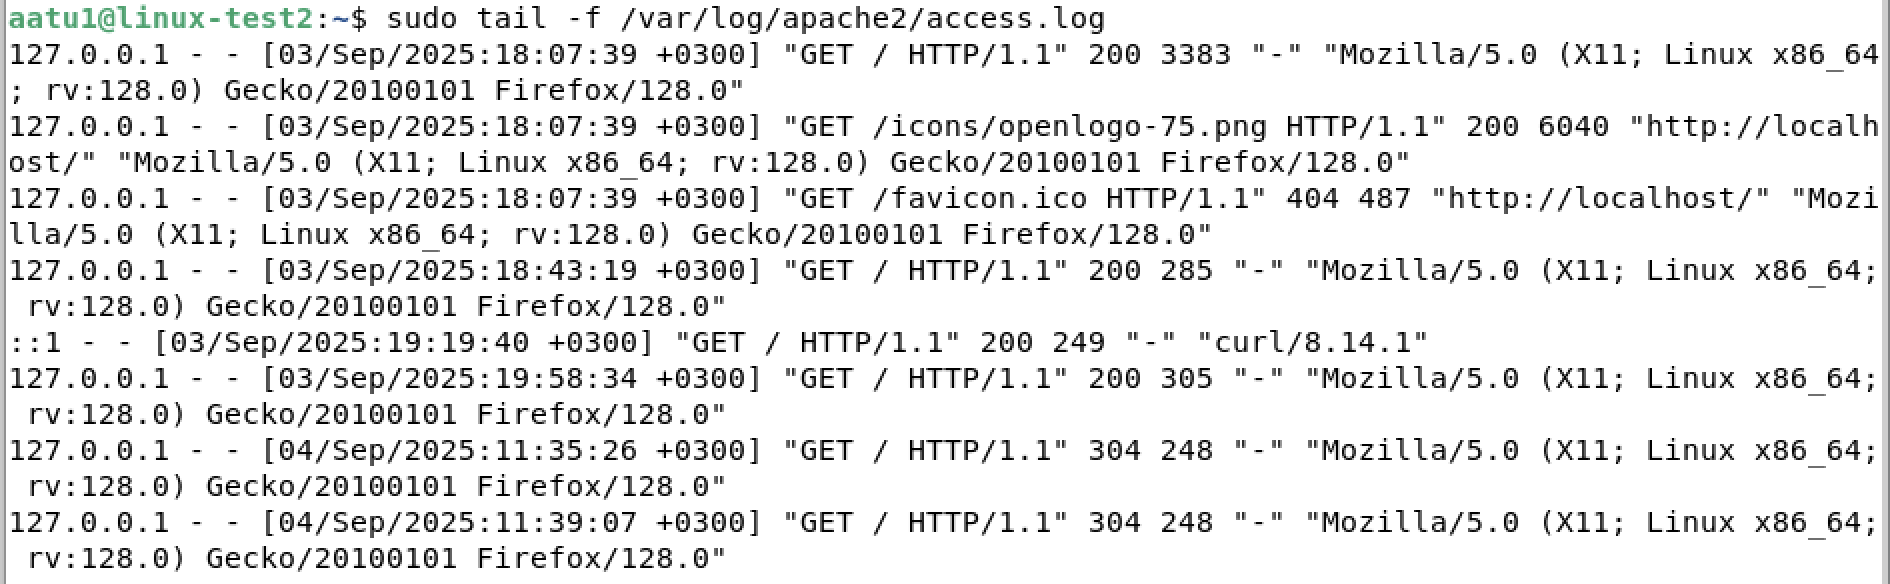 aatu1@linux-test2:~$ sudo tail -f /var/log/apache2/access.log
127.0.0.1 - - [03/Sep/2025:18:07:39 +0300] "GET / HTTP/1.1" 200 3383 "-" "Mozilla/5.0 (X11; Linux x86_64
; rv:128.0) Gecko/20100101 Firefox/128.0"
127.0.0.1 - - [03/Sep/2025:18:07:39 +0300] "GET /icons/openlogo-75.png HTTP/1.1" 200 6040 "http://localh
ost/" "Mozilla/5.0 (X11; Linux x86_64; rv:128.0) Gecko/20100101 Firefox/128.0"
127.0.0.1 - - [03/Sep/2025:18:07:39 +0300] "GET /favicon.ico HTTP/1.1" 404 487 "http://localhost/" "Mozi
lla/5.0 (X11; Linux x86_64; rv:128.0) Gecko/20100101 Firefox/128.0"
127.0.0.1 - - [03/Sep/2025:18:43:19 +0300] "GET / HTTP/1.1" 200 285 "-" "Mozilla/5.0 (X11; Linux x86_64;
 rv:128.0) Gecko/20100101 Firefox/128.0"
::1 - - [03/Sep/2025:19:19:40 +0300] "GET / HTTP/1.1" 200 249 "-" "curl/8.14.1"
127.0.0.1 - - [03/Sep/2025:19:58:34 +0300] "GET / HTTP/1.1" 200 305 "-" "Mozilla/5.0 (X11; Linux x86_64;
 rv:128.0) Gecko/20100101 Firefox/128.0"
127.0.0.1 - - [04/Sep/2025:11:35:26 +0300] "GET / HTTP/1.1" 304 248 "-" "Mozilla/5.0 (X11; Linux x86_64;
 rv:128.0) Gecko/20100101 Firefox/128.0"
127.0.0.1 - - [04/Sep/2025:11:39:07 +0300] "GET / HTTP/1.1" 304 248 "-" "Mozilla/5.0 (X11; Linux x86_64;
 rv:128.0) Gecko/20100101 Firefox/128.0"